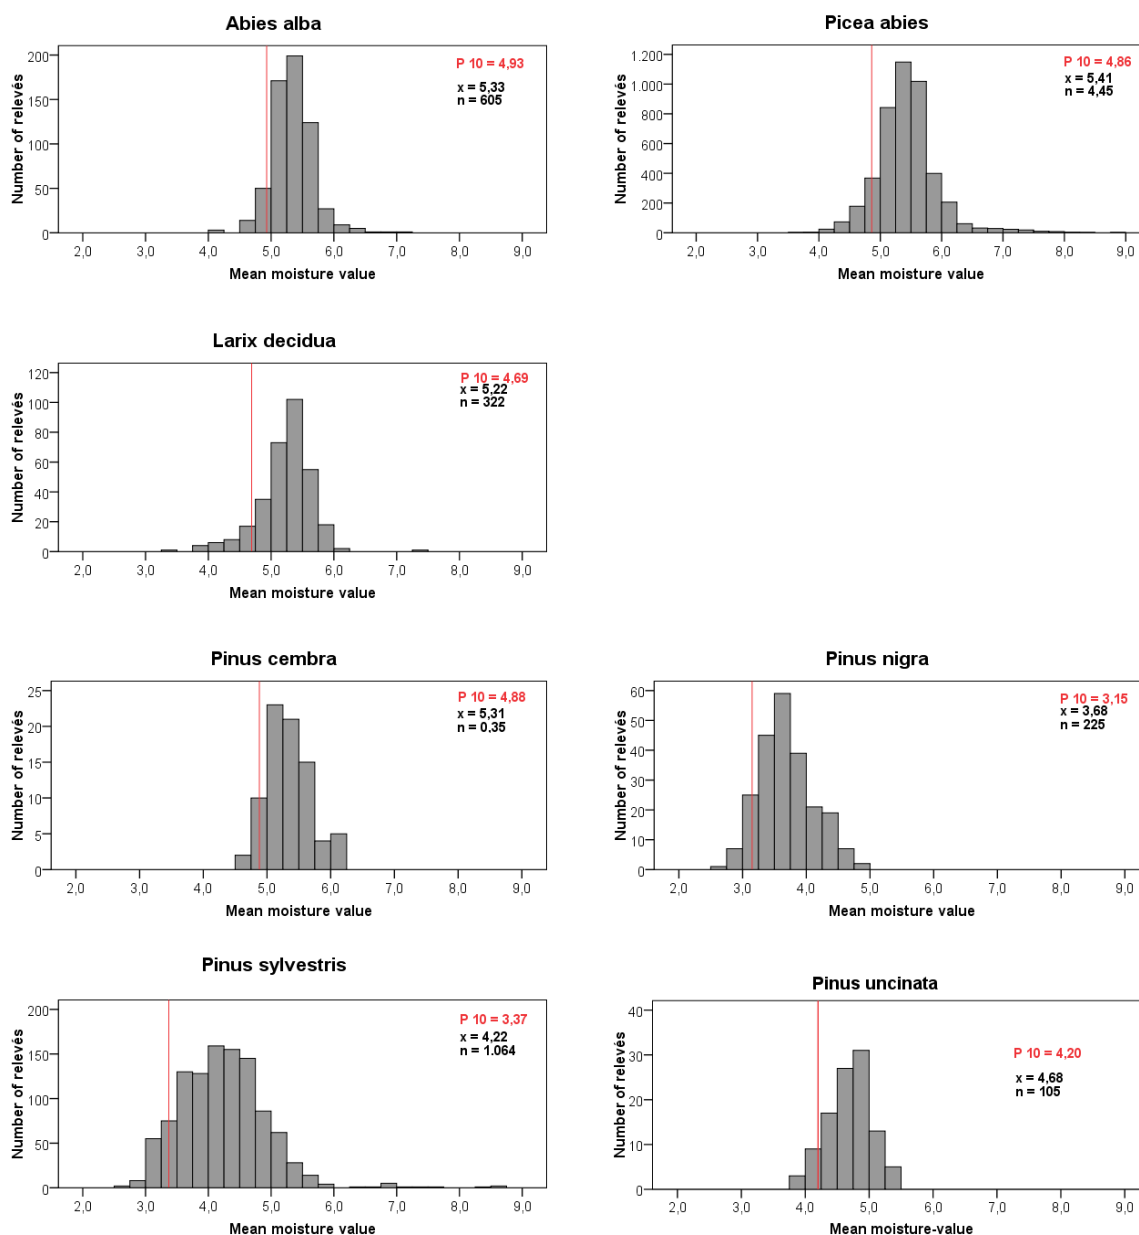 Abies alba
Number of relevés
200
150
100
50
0
P 10 = 4,93
x = 5,33
n = 605
2,0 3,0 4,0 5,0 6,0 7,0 8,0 9,0
Mean moisture value
Picea abies
Number of relevés
1.200
1.000
800
600
400
200
0
P 10 = 4,86
x = 5,41
n = 4,45
2,0 3,0 4,0 5,0 6,0 7,0 8,0 9,0
Mean moisture value
Larix decidua
Number of relevés
120
100
80
60
40
20
0
P 10 = 4,69
x = 5,22
n = 322
2,0 3,0 4,0 5,0 6,0 7,0 8,0 9,0
Mean moisture value
Pinus cembra
Number of relevés
25
20
15
10
5
0
P 10 = 4,88
x = 5,31
n = 0,35
2,0 3,0 4,0 5,0 6,0 7,0 8,0 9,0
Mean moisture value
Pinus nigra
Number of relevés
60
50
40
30
20
10
0
P 10 = 3,15
x = 3,68
n = 225
2,0 3,0 4,0 5,0 6,0 7,0 8,0 9,0
Mean moisture value
Pinus sylvestris
Number of relevés
200
150
100
50
0
P 10 = 3,37
x = 4,22
n = 1.064
2,0 3,0 4,0 5,0 6,0 7,0 8,0 9,0
Mean moisture value
Pinus uncinata
Number of relevés
40
30
20
10
0
P 10 = 4,20
x = 4,68
n = 105
2,0 3,0 4,0 5,0 6,0 7,0 8,0 9,0
Mean moisture-value